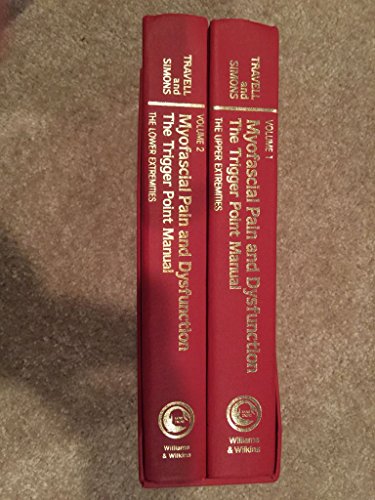 TRAVELL
and
SIMONS
VOLUME 2
Myofascial Pain and Dysfunction
The Trigger Point Manual
THE LOWER EXTREMITIES
Williams
& Wilkins
TRAVELL
and
SIMONS
VOLUME 1
Myofascial Pain and Dysfunction
The Trigger Point Manual
THE UPPER EXTREMITIES
Williams
& Wilkins